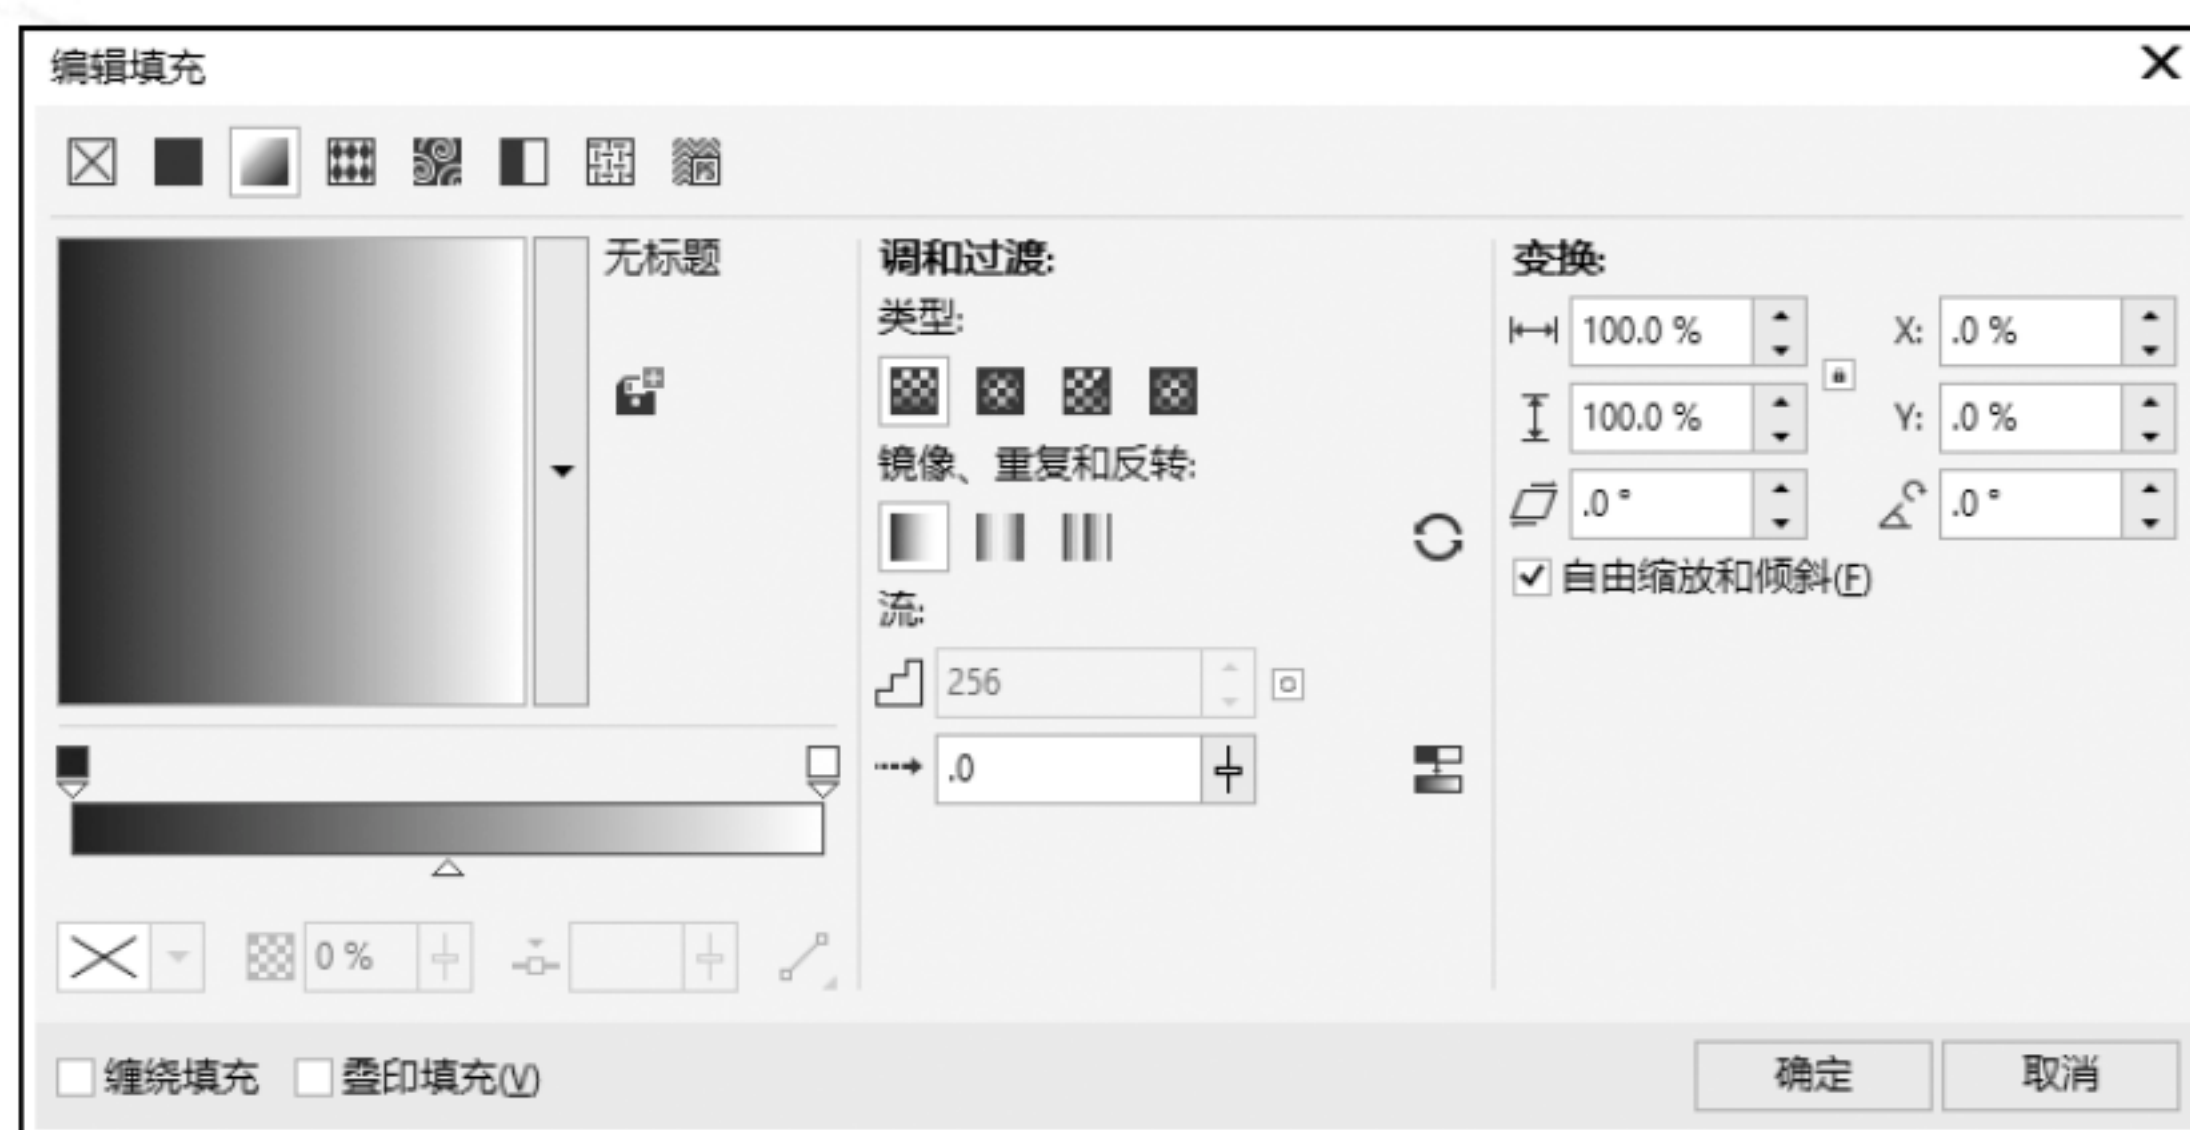 编辑填充
PS
无标题
调和过渡:
类型:
镜像、重复和反转:
流:
256
.0
变换:
100.0 %
X: .0 %
100.0 %
Y: .0 %
.0 °
.0 °
自由缩放和倾斜(F)
0 %
缠绕填充
叠印填充(V)
确定
取消